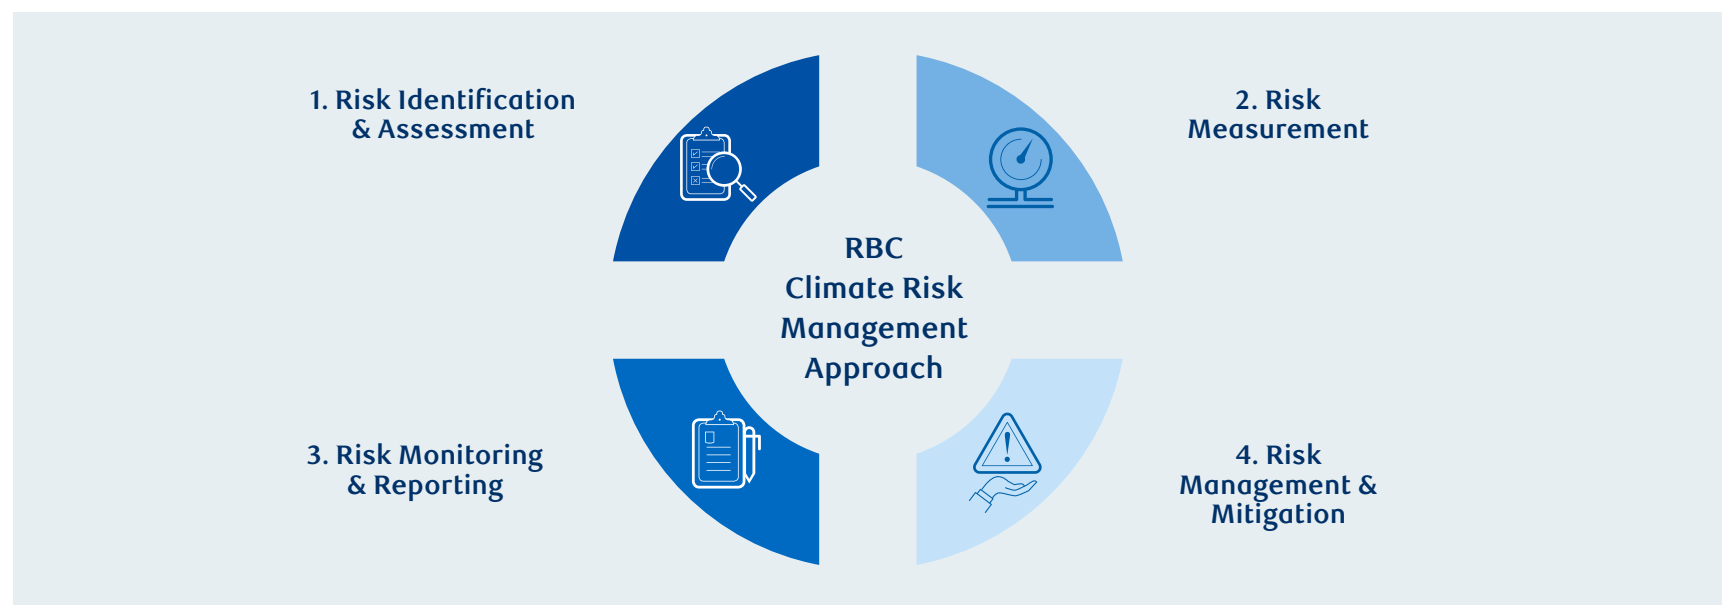 1. Risk Identification
& Assessment
2. Risk
Measurement
RBC
Climate Risk
Management
Approach
3. Risk Monitoring
& Reporting
4. Risk
Management &
Mitigation